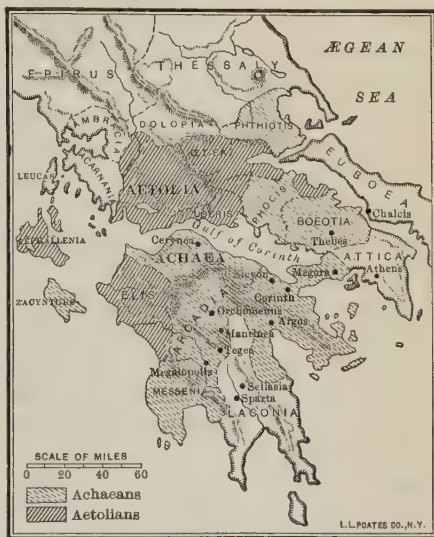 ÆGEAN
SEA
EPIRUS
THESSALY
AMBRACIA
DOLOPIA
PHTHIOTIS
ŒTÆA
LEUCAS
ACARNANIA
AETOLIA
EUBOEA
LOCRIS
PHOCIS
BOEOTIA
Chalcis
Thebes
CEPHALLENIA
Cerynea
Gulf of Corinth
ATTICA
ACHAEA
Megara
Athens
Sicyon
Corinth
ZACYNTHUS
ELIS
ARCADIA
Orchomenus
Argos
Mantinea
Tegea
Megalopolis
MESSENIA
Sellasia
Sparta
LACONIA
SCALE OF MILES
0 20 40 60
Achaeans
Aetolians
L.L.POATES CO., N.Y.